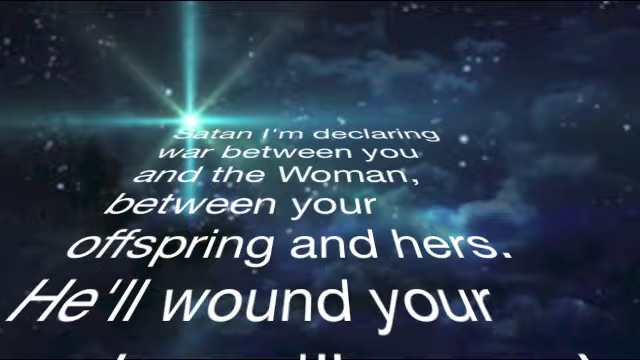 Satan I'm declaring
war between you
and the Woman,
between your
offspring and hers.
He'll wound your